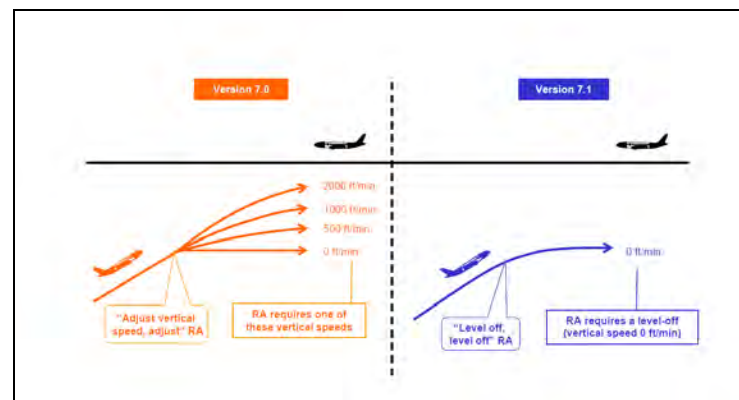 Version 7.0
Version 7.1
2000 ft/min
1000 ft/min
500 ft/min
0 ft/min
0 ft/min
"Adjust vertical
speed, adjust" RA
RA requires one of
these vertical speeds
"Level off,
level off" RA
RA requires a level-off
(vertical speed 0 ft/min)